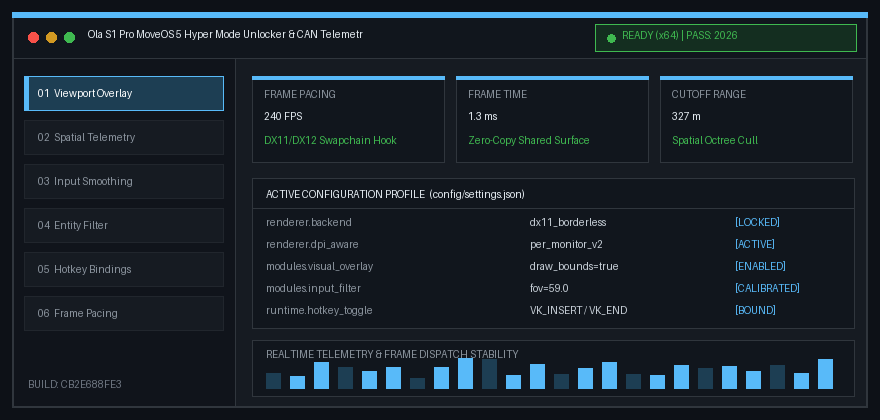 Ola S1 Pro MoveOS 5 Hyper Mode Unlocker & CAN Telemetr
READY (x64) | PASS: 2026
01 Viewport Overlay
02 Spatial Telemetry
03 Input Smoothing
04 Entity Filter
05 Hotkey Bindings
06 Frame Pacing
BUILD: CB2E688FE3
FRAME PACING
240 FPS
DX11/DX12 Swapchain Hook
FRAME TIME
1.3 ms
Zero-Copy Shared Surface
CUTOFF RANGE
327 m
Spatial Octree Cull
ACTIVE CONFIGURATION PROFILE (config/settings.json)
renderer.backend dx11_borderless [LOCKED]
renderer.dpi_aware per_monitor_v2 [ACTIVE]
modules.visual_overlay draw_bounds=true [ENABLED]
modules.input_filter fov=59.0 [CALIBRATED]
runtime.hotkey_toggle VK_INSERT / VK_END [BOUND]
REALTIME TELEMETRY & FRAME DISPATCH STABILITY